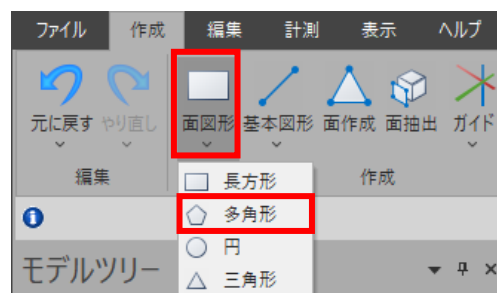 ファイル 作成 編集 計測 表示 ヘルプ
元に戻す やり直し 面図形 基本図形 面作成 面抽出 ガイド
編集 作成
長方形
多角形
円
モデルツリー
三角形